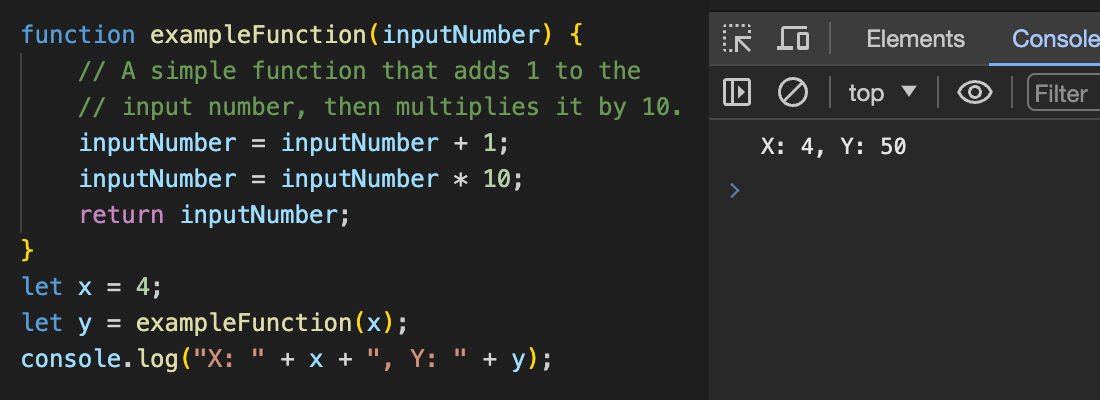 function exampleFunction(inputNumber) {
    // A simple function that adds 1 to the
    // input number, then multiplies it by 10.
    inputNumber = inputNumber + 1;
    inputNumber = inputNumber * 10;
    return inputNumber;
}
let x = 4;
let y = exampleFunction(x);
console.log("X: " + x + ", Y: " + y);
Elements Console
top Filter
X: 4, Y: 50